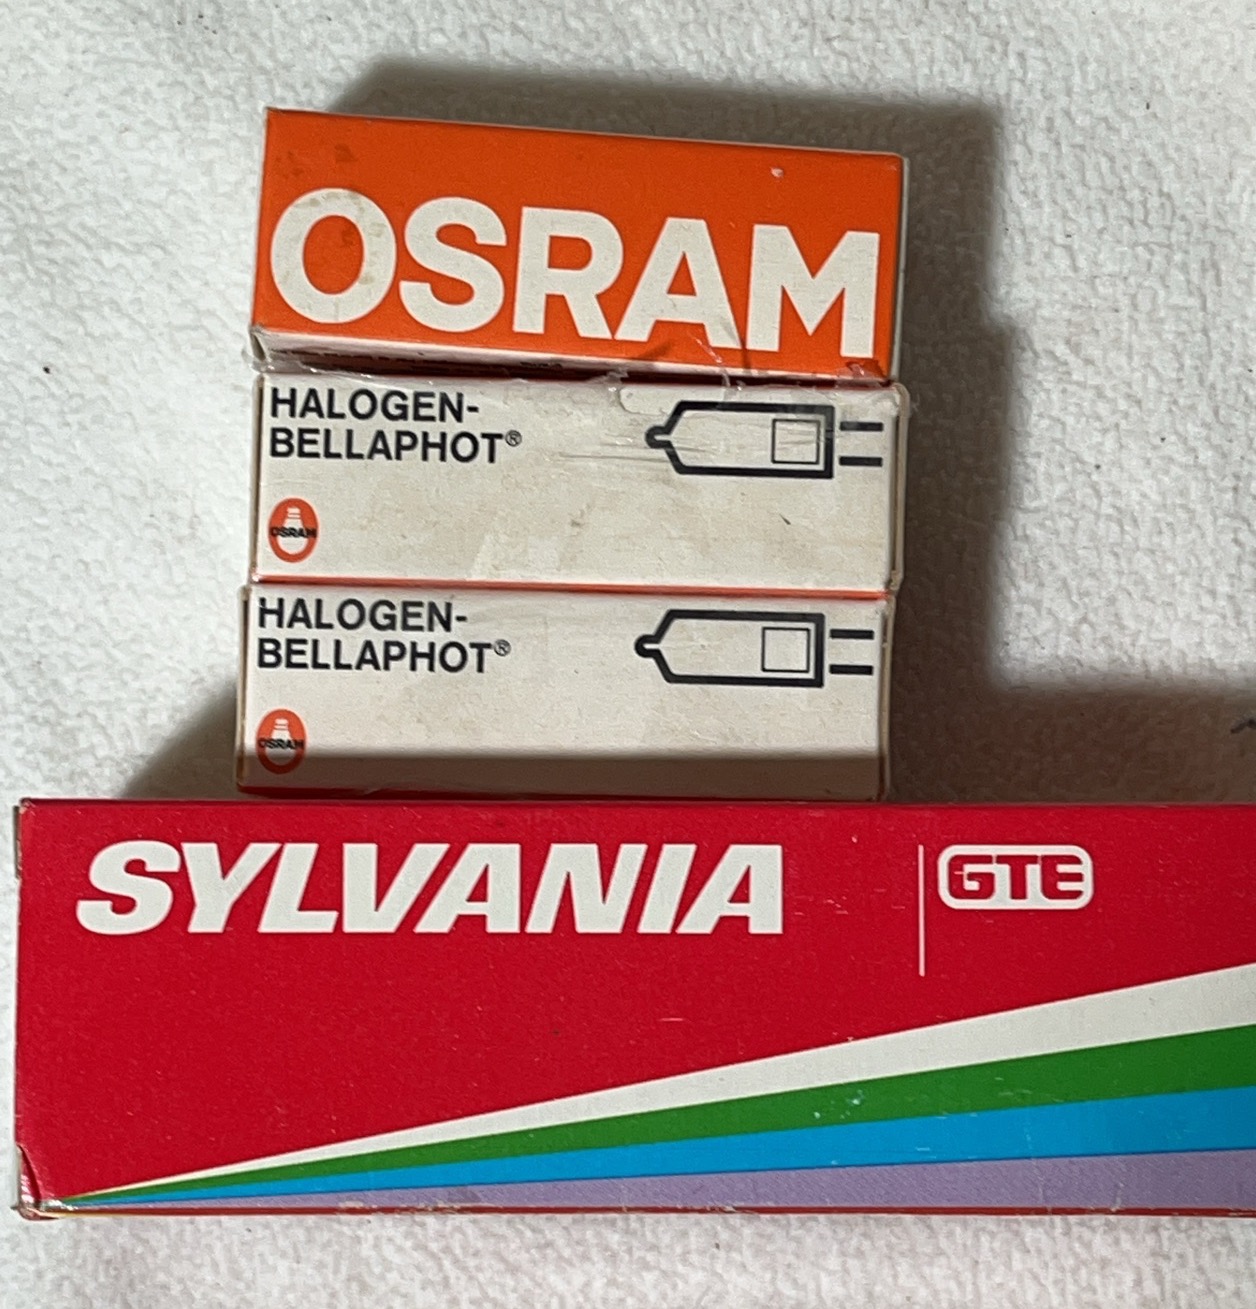 OSRAM
HALOGEN-
BELLAPHOT®
OSRAM
HALOGEN-
BELLAPHOT®
OSRAM
SYLVANIA GTE